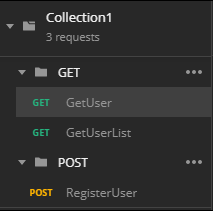 Collection1
3 requests
GET
GET GetUser
GET GetUserList
POST
POST RegisterUser